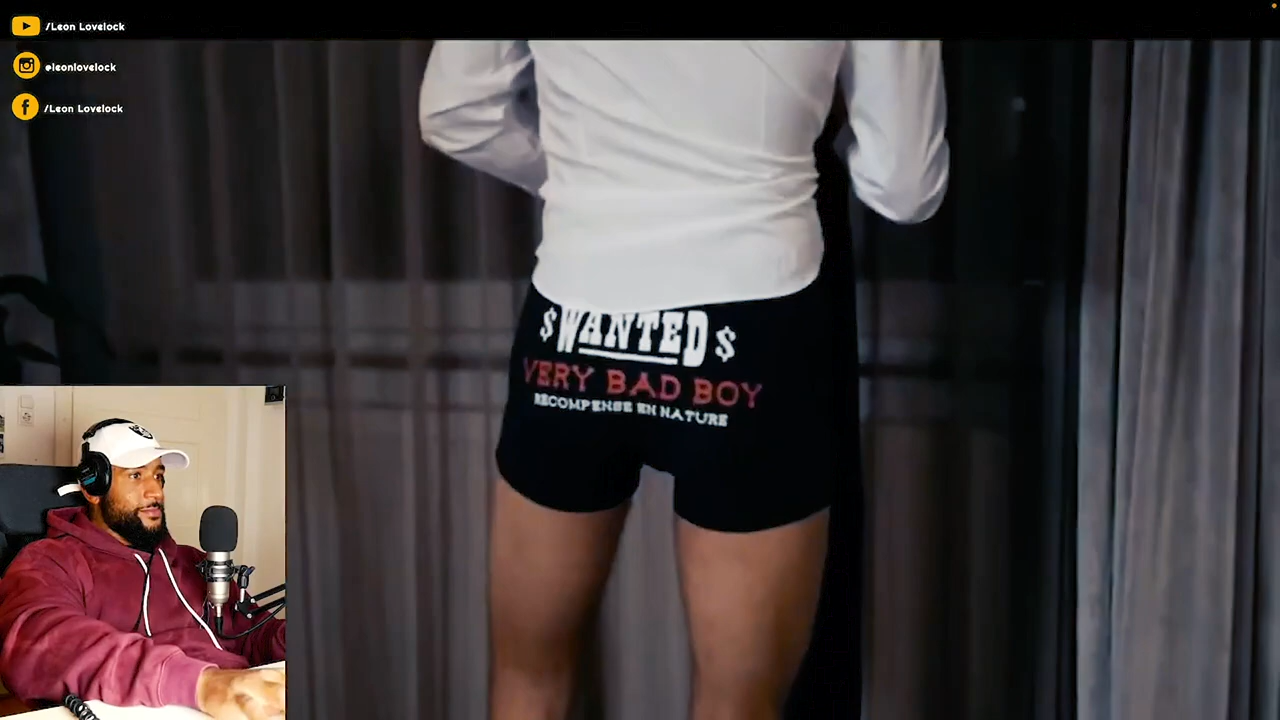 /Leon Lovelock
@leonlovelock
/Leon Lovelock
$ WANTED $
VERY BAD BOY
RECOMPENSE EN NATURE